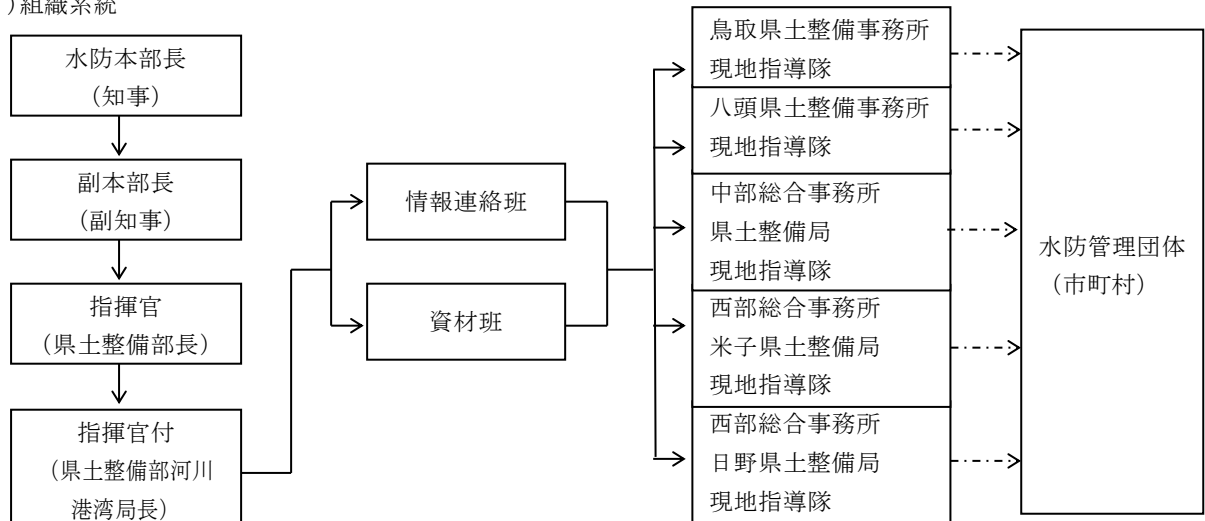 )組織系統
水防本部長
(知事)
副本部長
(副知事)
指揮官
(県土整備部長)
指揮官付
(県土整備部河川
港湾局長)
情報連絡班
資材班
鳥取県土整備事務所
現地指導隊
八頭県土整備事務所
現地指導隊
中部総合事務所
県土整備局
現地指導隊
西部総合事務所
米子県土整備局
現地指導隊
西部総合事務所
日野県土整備局
現地指導隊
水防管理団体
(市町村)